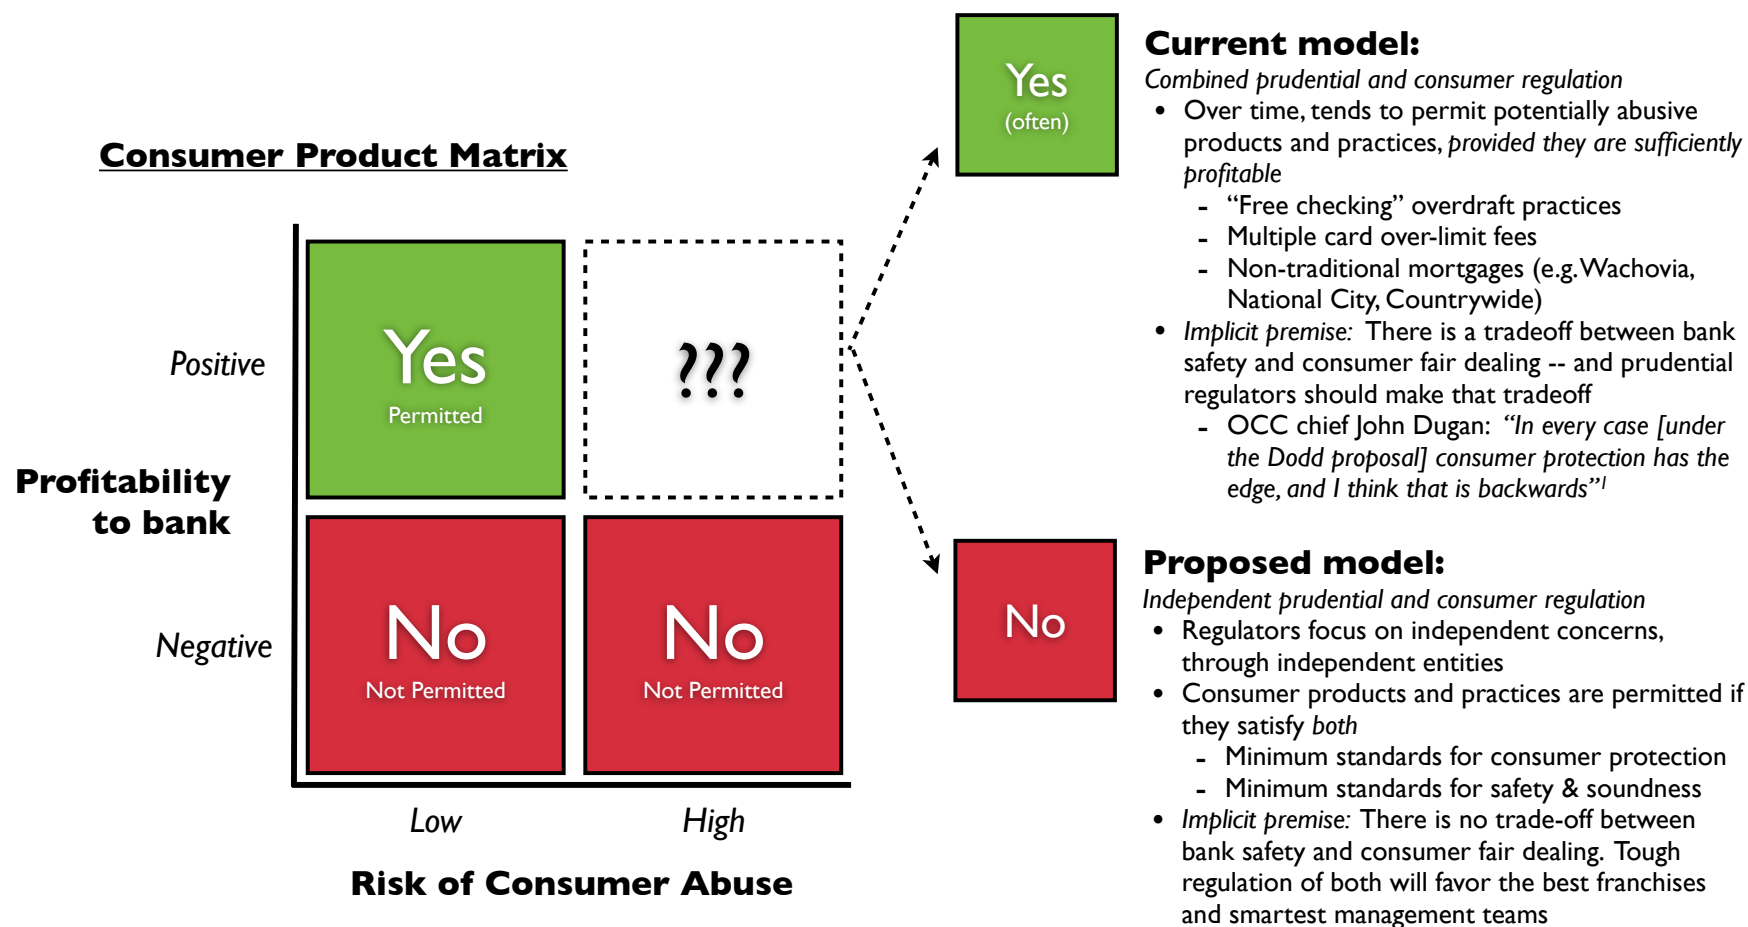 Consumer Product Matrix
Profitability
to bank
Positive
Negative
Yes
Permitted
???
No
Not Permitted
No
Not Permitted
Low
High
Risk of Consumer Abuse
Yes
(often)
Current model:
Combined prudential and consumer regulation
• Over time, tends to permit potentially abusive
products and practices, provided they are sufficiently
profitable
- “Free checking” overdraft practices
- Multiple card over-limit fees
- Non-traditional mortgages (e.g. Wachovia,
National City, Countrywide)
• Implicit premise: There is a tradeoff between bank
safety and consumer fair dealing -- and prudential
regulators should make that tradeoff
- OCC chief John Dugan: “In every case [under
the Dodd proposal] consumer protection has the
edge, and I think that is backwards”1
No
Proposed model:
Independent prudential and consumer regulation
• Regulators focus on independent concerns,
through independent entities
• Consumer products and practices are permitted if
they satisfy both
- Minimum standards for consumer protection
- Minimum standards for safety & soundness
• Implicit premise: There is no trade-off between
bank safety and consumer fair dealing. Tough
regulation of both will favor the best franchises
and smartest management teams